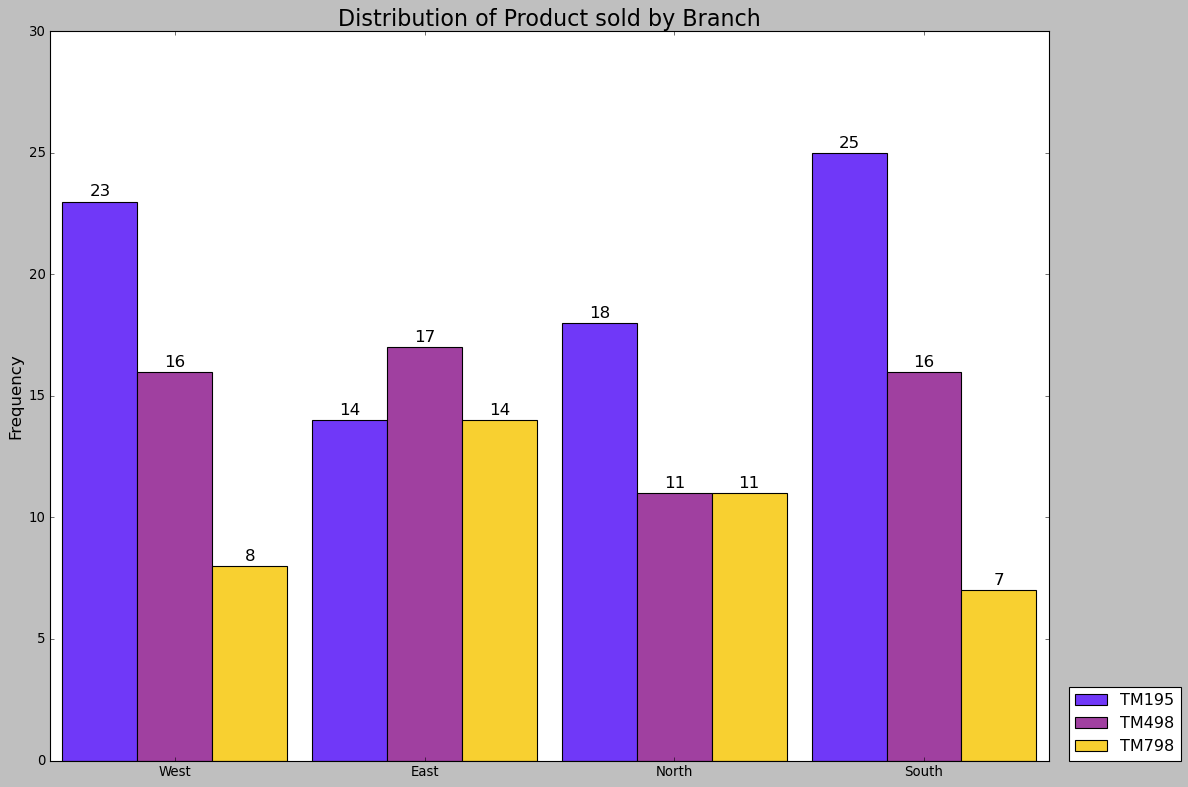 Distribution of Product sold by Branch
30
25
20
15
10
5
0
Frequency
23
16
8
14
17
14
18
11
11
25
16
7
West
East
North
South
TM195
TM498
TM798